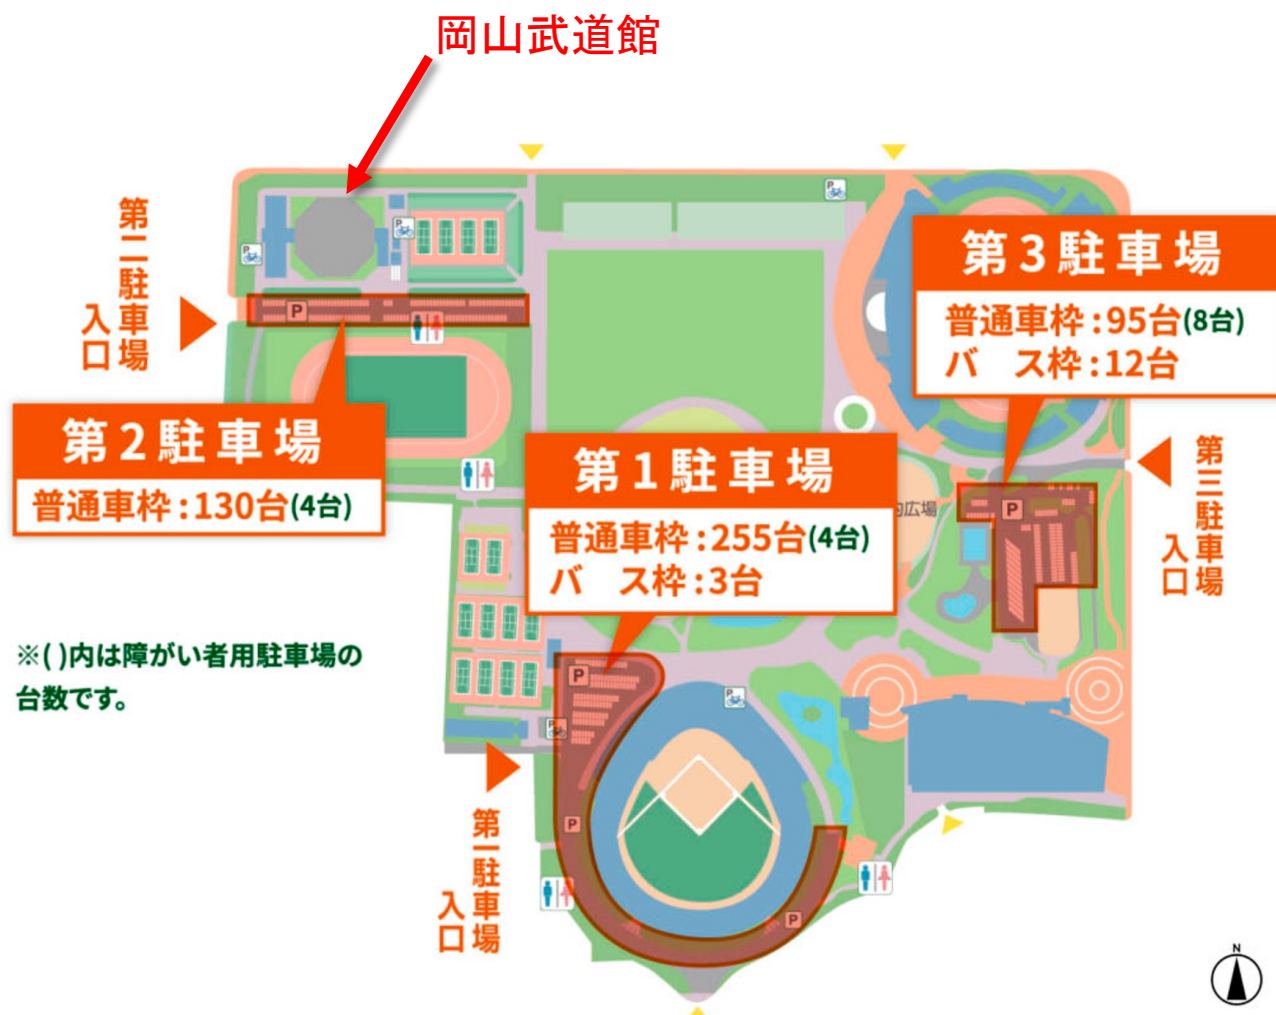 岡山武道館
第二駐車場
入口
第3駐車場
普通車枠:95台(8台)
バ ス枠:12台
P
P
P
P
第2駐車場
普通車枠:130台(4台)
第1駐車場
普通車枠:255台(4台)
バ ス枠:3台
広場
P
第三駐車場
入口
※( )内は障がい者用駐車場の
台数です。
P
P
P
P
P
第一駐車場
入口
N